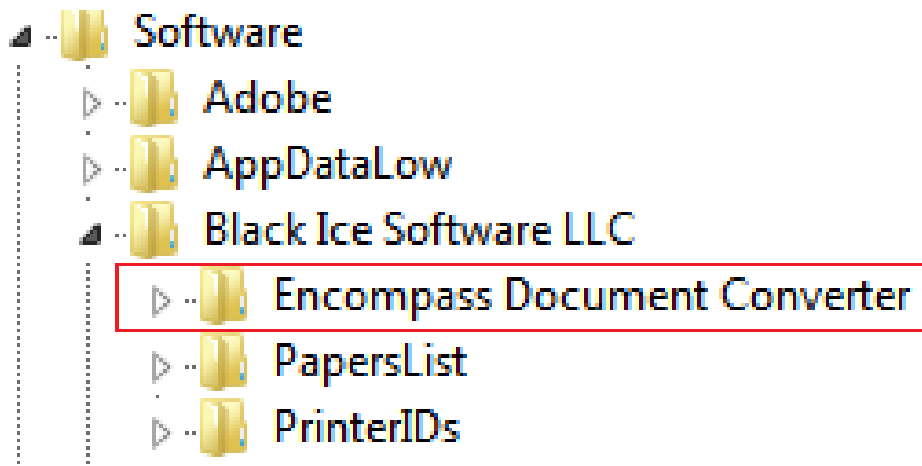 Software
Adobe
AppDataLow
Black Ice Software LLC
Encompass Document Converter
PapersList
PrinterIDs